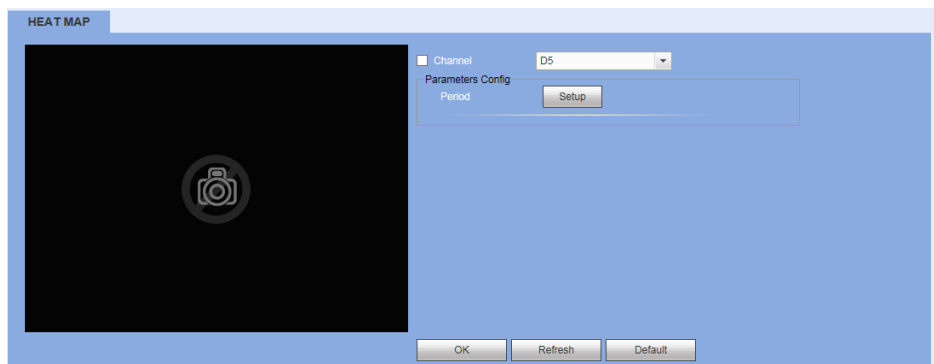 HEAT MAP
Channel D5
Parameters Config
Period Setup
OK Refresh Default